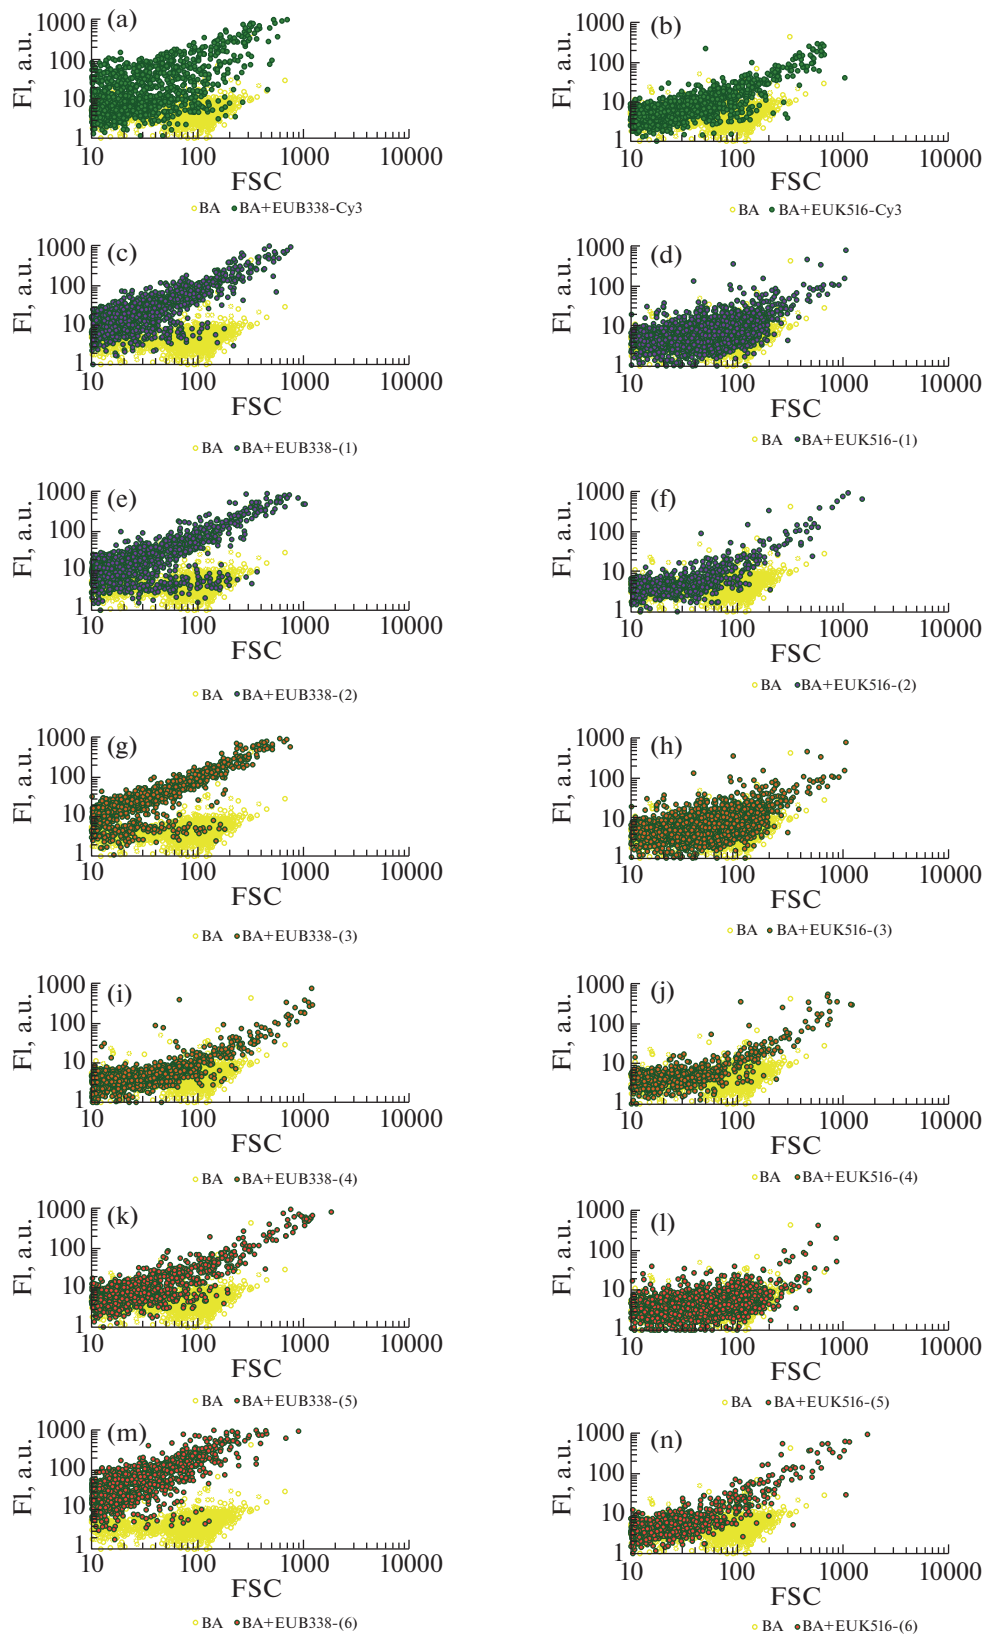 (a)
Fl, a.u.
1000
100
10
1
10 100 1000 10000
FSC
BA BA+EUB338-Cy3
(b)
Fl, a.u.
1000
100
10
1
10 100 1000 10000
FSC
BA BA+EUK516-Cy3
(c)
Fl, a.u.
1000
100
10
1
10 100 1000 10000
FSC
BA BA+EUB338-(1)
(d)
Fl, a.u.
1000
100
10
1
10 100 1000 10000
FSC
BA BA+EUK516-(1)
(e)
Fl, a.u.
1000
100
10
1
10 100 1000 10000
FSC
BA BA+EUB338-(2)
(f)
Fl, a.u.
1000
100
10
1
10 100 1000 10000
FSC
BA BA+EUK516-(2)
(g)
Fl, a.u.
1000
100
10
1
10 100 1000 10000
FSC
BA BA+EUB338-(3)
(h)
Fl, a.u.
1000
100
10
1
10 100 1000 10000
FSC
BA BA+EUK516-(3)
(i)
Fl, a.u.
1000
100
10
1
10 100 1000 10000
FSC
BA BA+EUB338-(4)
(j)
Fl, a.u.
1000
100
10
1
10 100 1000 10000
FSC
BA BA+EUK516-(4)
(k)
Fl, a.u.
1000
100
10
1
10 100 1000 10000
FSC
BA BA+EUB338-(5)
(l)
Fl, a.u.
1000
100
10
1
10 100 1000 10000
FSC
BA BA+EUK516-(5)
(m)
Fl, a.u.
1000
100
10
1
10 100 1000 10000
FSC
BA BA+EUB338-(6)
(n)
Fl, a.u.
1000
100
10
1
10 100 1000 10000
FSC
BA BA+EUK516-(6)